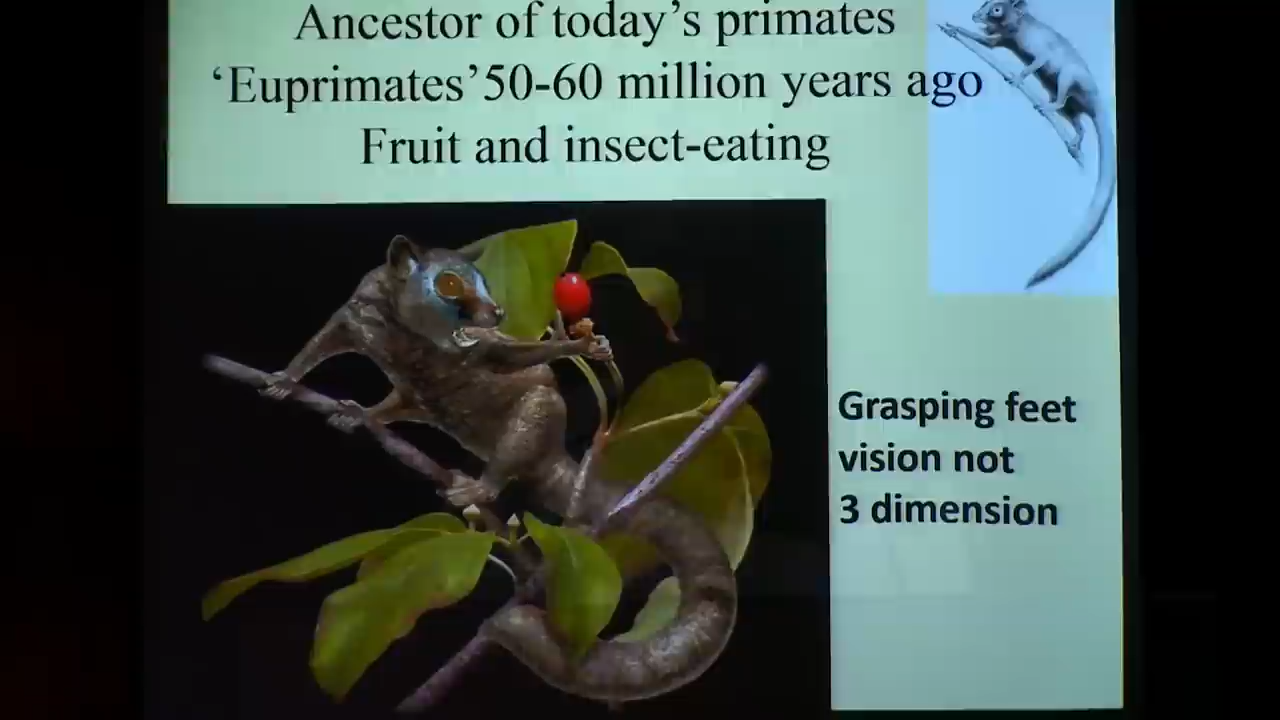 Ancestor of today’s primates
‘Euprimates’50-60 million years ago
Fruit and insect-eating
Grasping feet
vision not
3 dimension